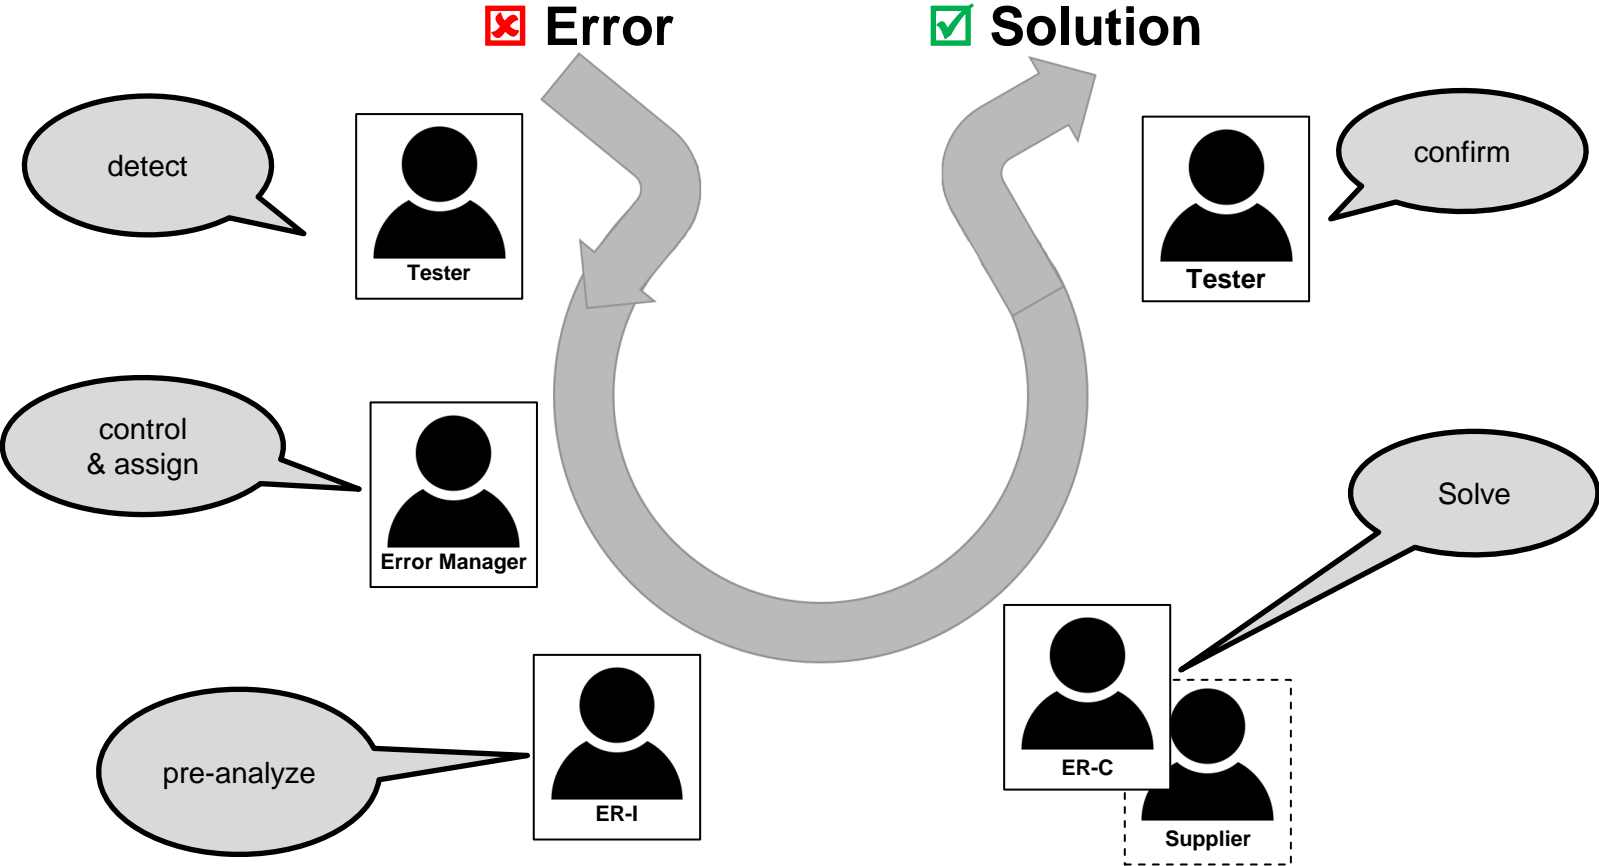 Error
Solution
detect
Tester
confirm
Tester
control
& assign
Error Manager
Solve
pre-analyze
ER-I
ER-C
Supplier